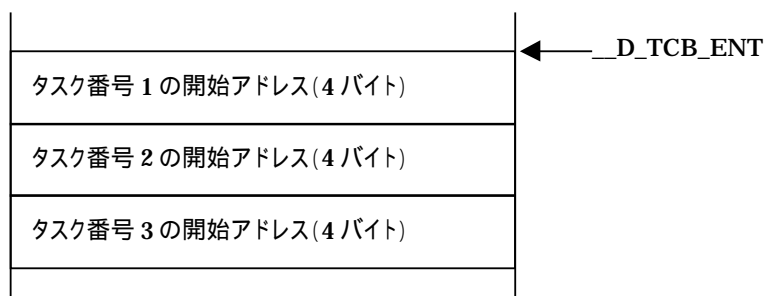 __D_TCB_ENT
タスク番号 1 の開始アドレス(4 バイト)
タスク番号 2 の開始アドレス(4 バイト)
タスク番号 3 の開始アドレス(4 バイト)